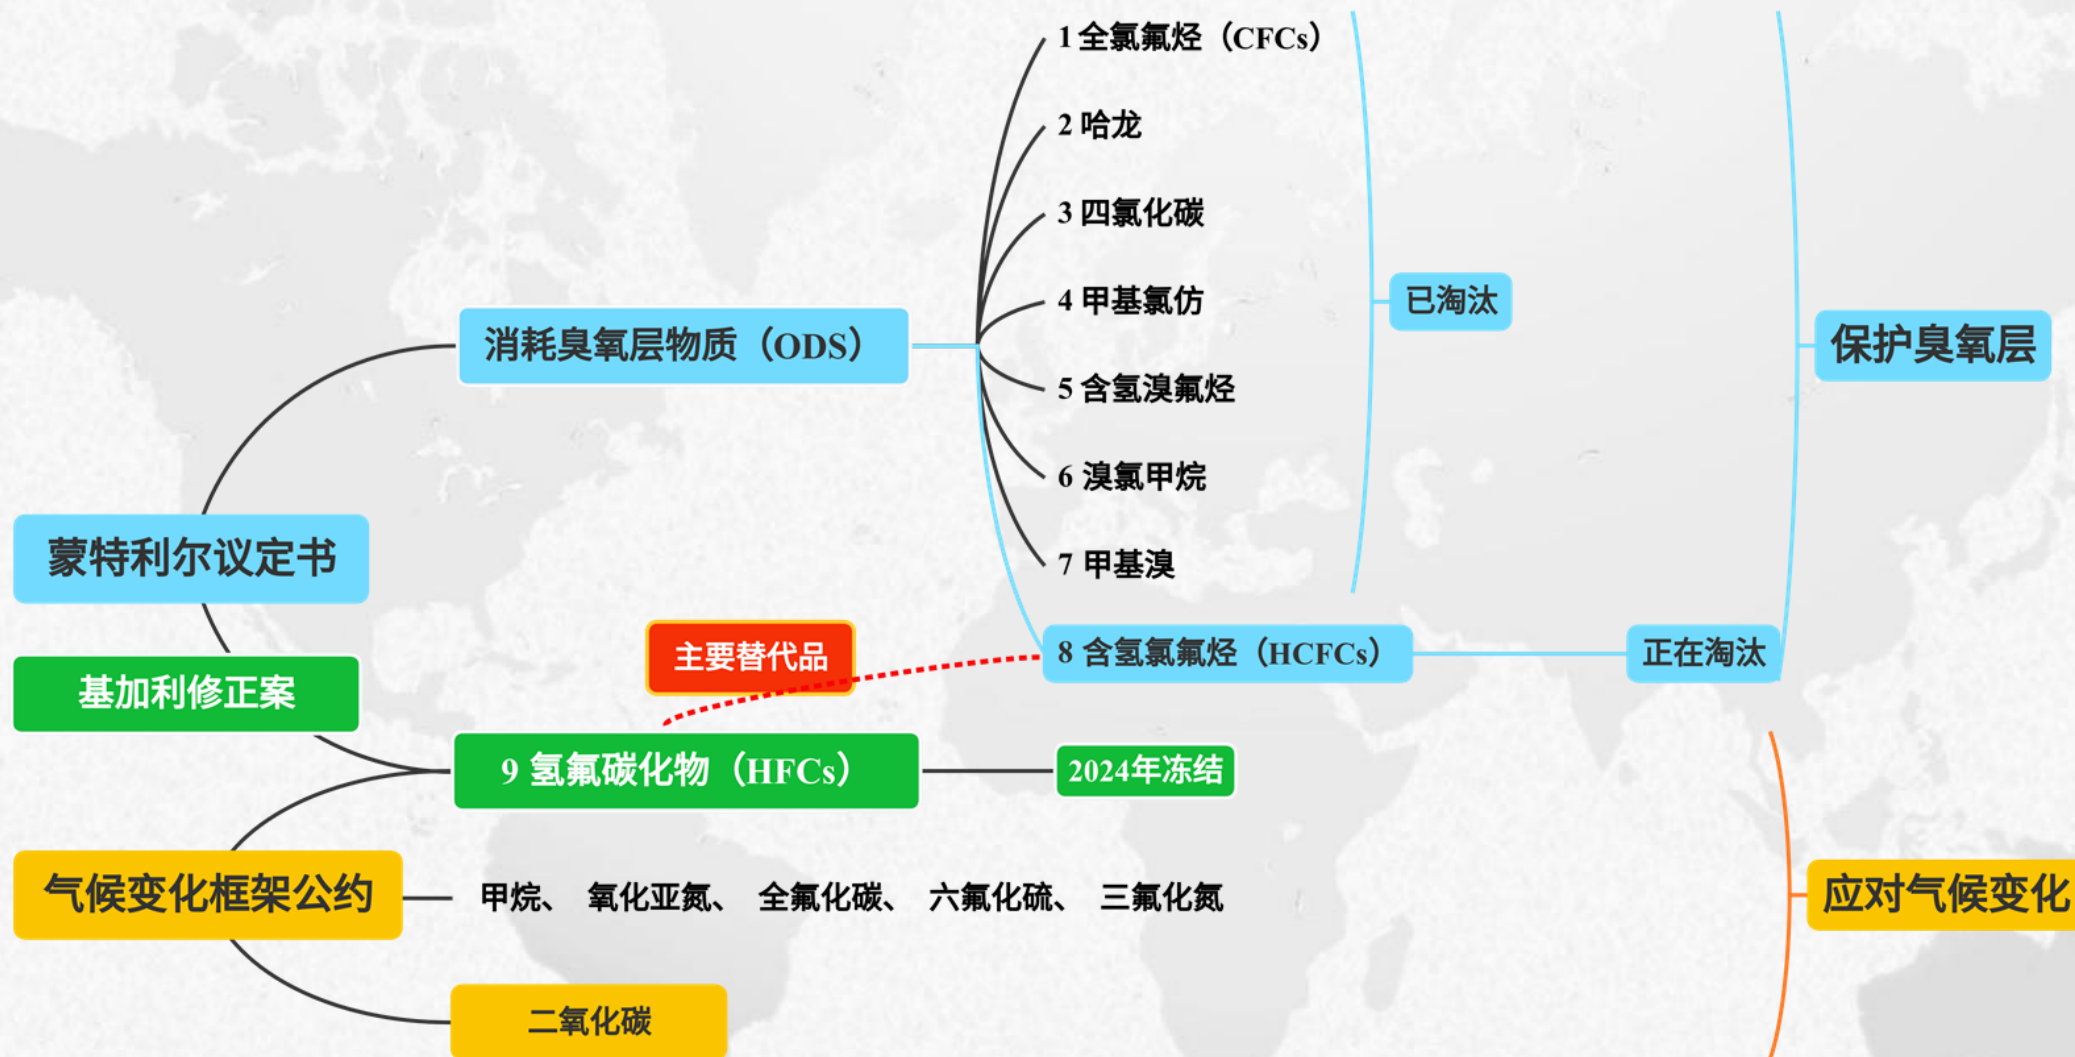 1 全氯氟烃（CFCs）
2 哈龙
3 四氯化碳
4 甲基氯仿
5 含氢溴氟烃
6 溴氯甲烷
7 甲基溴
已淘汰
消耗臭氧层物质（ODS）
保护臭氧层
蒙特利尔议定书
主要替代品
8 含氢氯氟烃（HCFCs）
正在淘汰
基加利修正案
9 氢氟碳化物（HFCs）
2024年冻结
气候变化框架公约
甲烷、 氧化亚氮、 全氟化碳、 六氟化硫、 三氟化氮
应对气候变化
二氧化碳